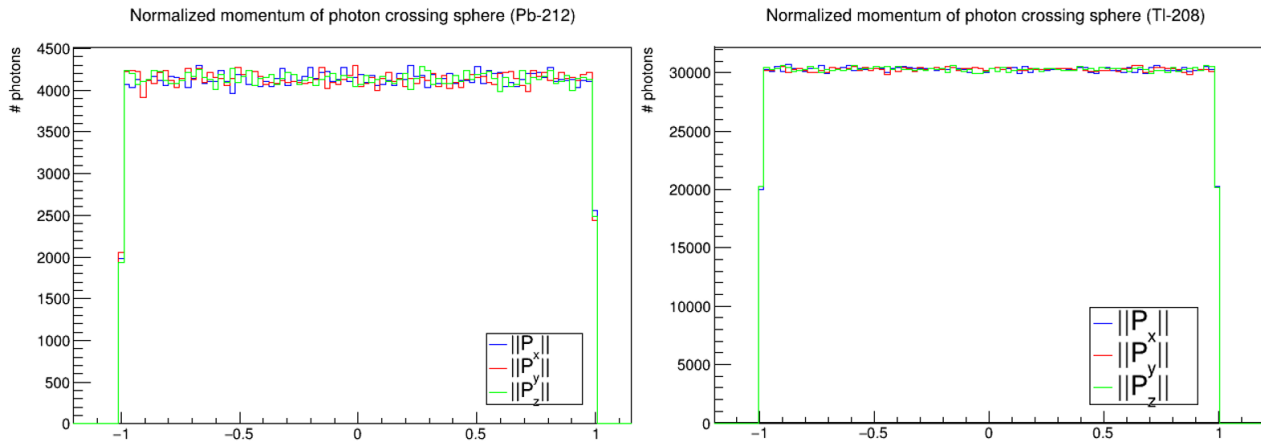 Normalized momentum of photon crossing sphere (Pb-212)
# photons
4500
4000
3500
3000
2500
2000
1500
1000
500
0
−1
−0.5
0
0.5
1
||P_x||
||P_y||
||P_z||
Normalized momentum of photon crossing sphere (Tl-208)
# photons
30000
25000
20000
15000
10000
5000
0
−1
−0.5
0
0.5
1
||P_x||
||P_y||
||P_z||